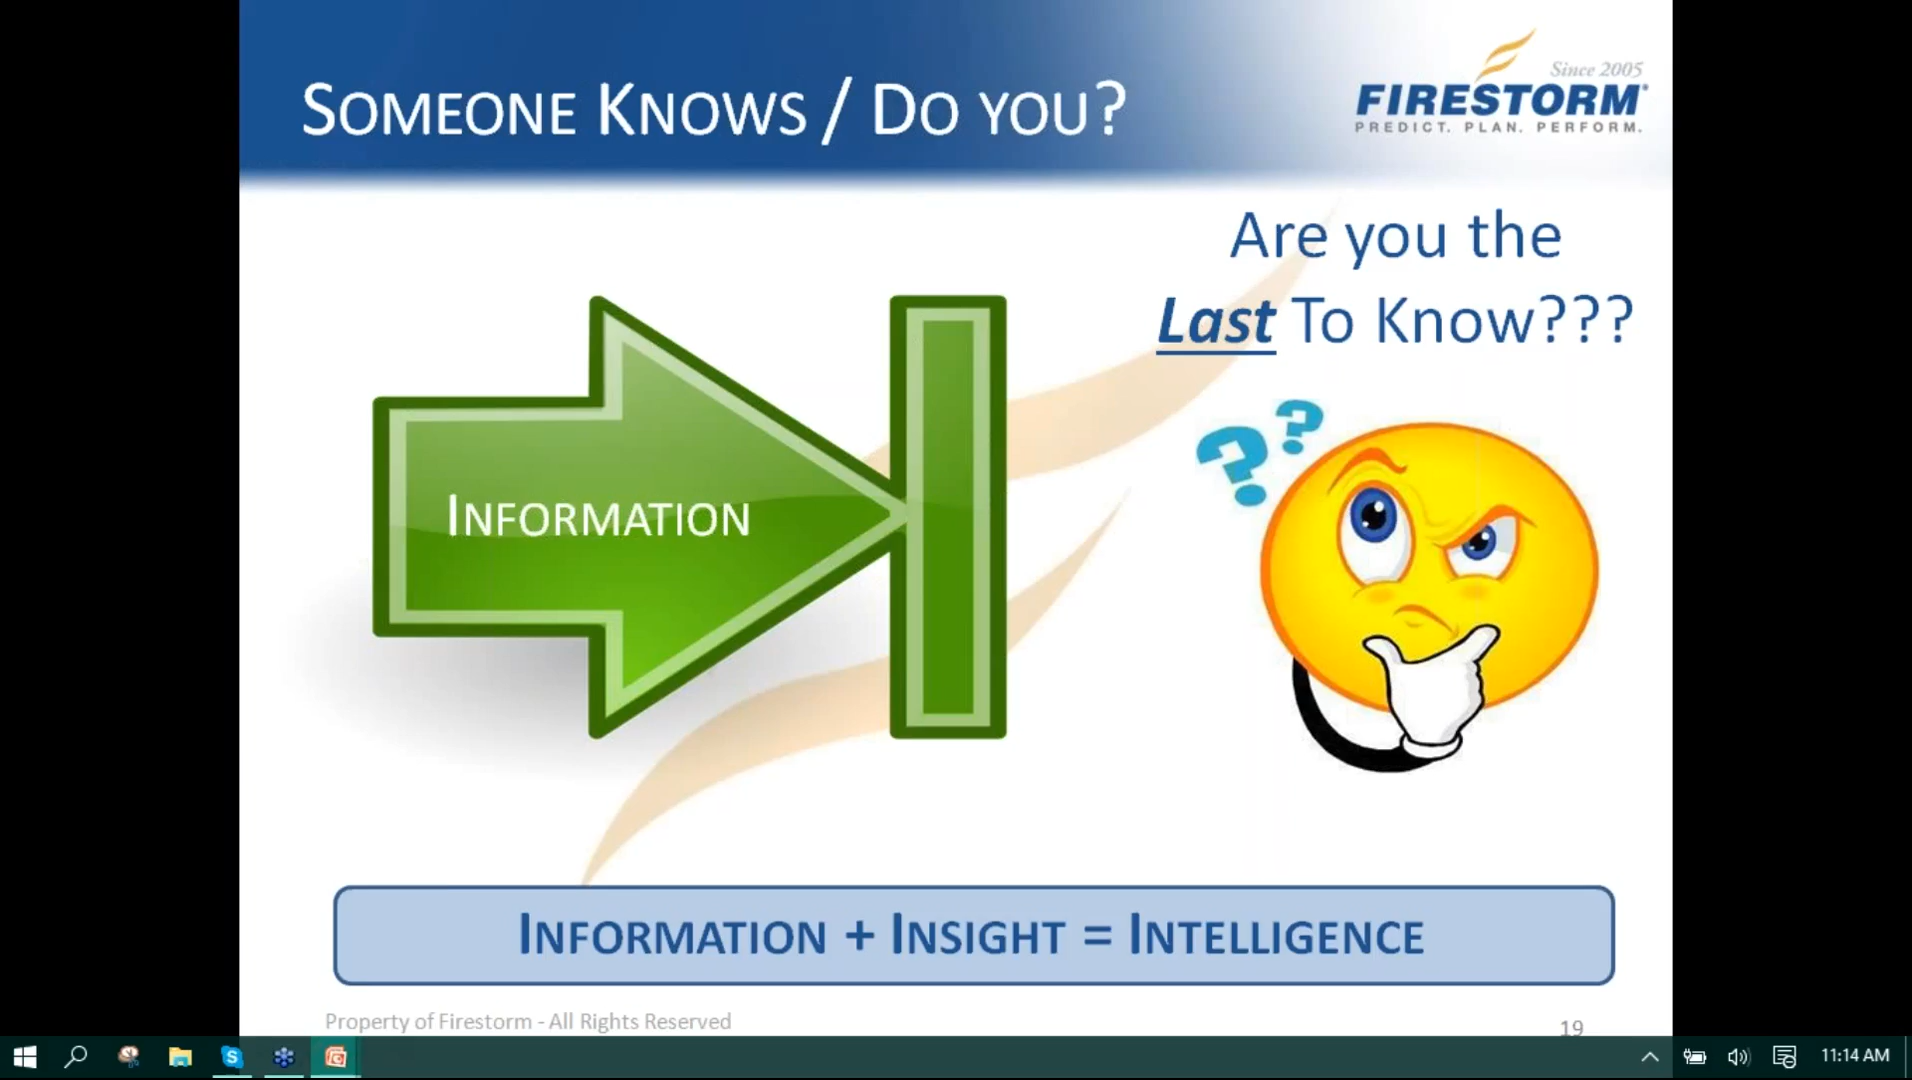 SOMEONE KNOWS / DO YOU?
Since 2005
FIRESTORM®
PREDICT. PLAN. PERFORM.
Are you the
Last To Know???
INFORMATION
? ?
INFORMATION + INSIGHT = INTELLIGENCE
Property of Firestorm - All Rights Reserved
19
11:14 AM